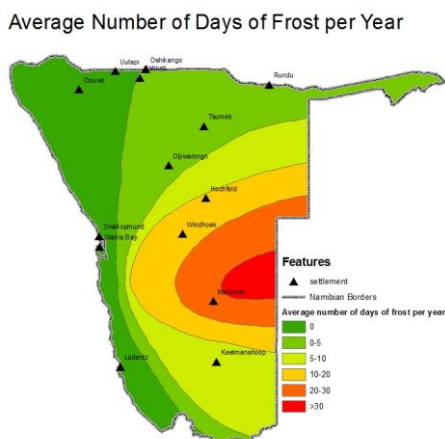 Average Number of Days of Frost per Year
Oshikango
Uutapi
Opuwo
Rundu
Tsumeb
Otjiwarongo
Hochfeld
Swakopmund
Walvis Bay
Windhoek
Mariental
Lüderitz
Keetmanshoop
Features
settlement
Namibian Borders
Average number of days of frost per year
0
0-5
5-10
10-20
20-30
>30